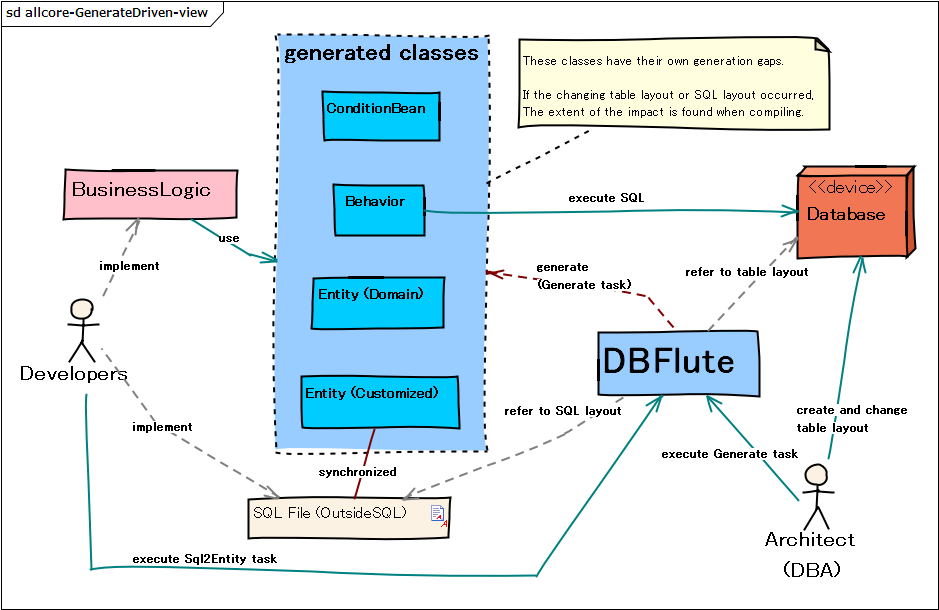 sd allcore-GenerateDriven-view
generated classes
These classes have their own generation gaps.
If the changing table layout or SQL layout occurred,
The extent of the impact is found when compiling.
ConditionBean
BusinessLogic
<<device>>
Database
Behavior
execute SQL
use
implement
generate
(Generate task)
refer to table layout
Entity (Domain)
DBFlute
Developers
Entity (Customized)
refer to SQL layout
create and change
table layout
implement
execute Generate task
synchronized
SQL File (OutsideSQL)
A
Architect
(DBA)
execute Sql2Entity task